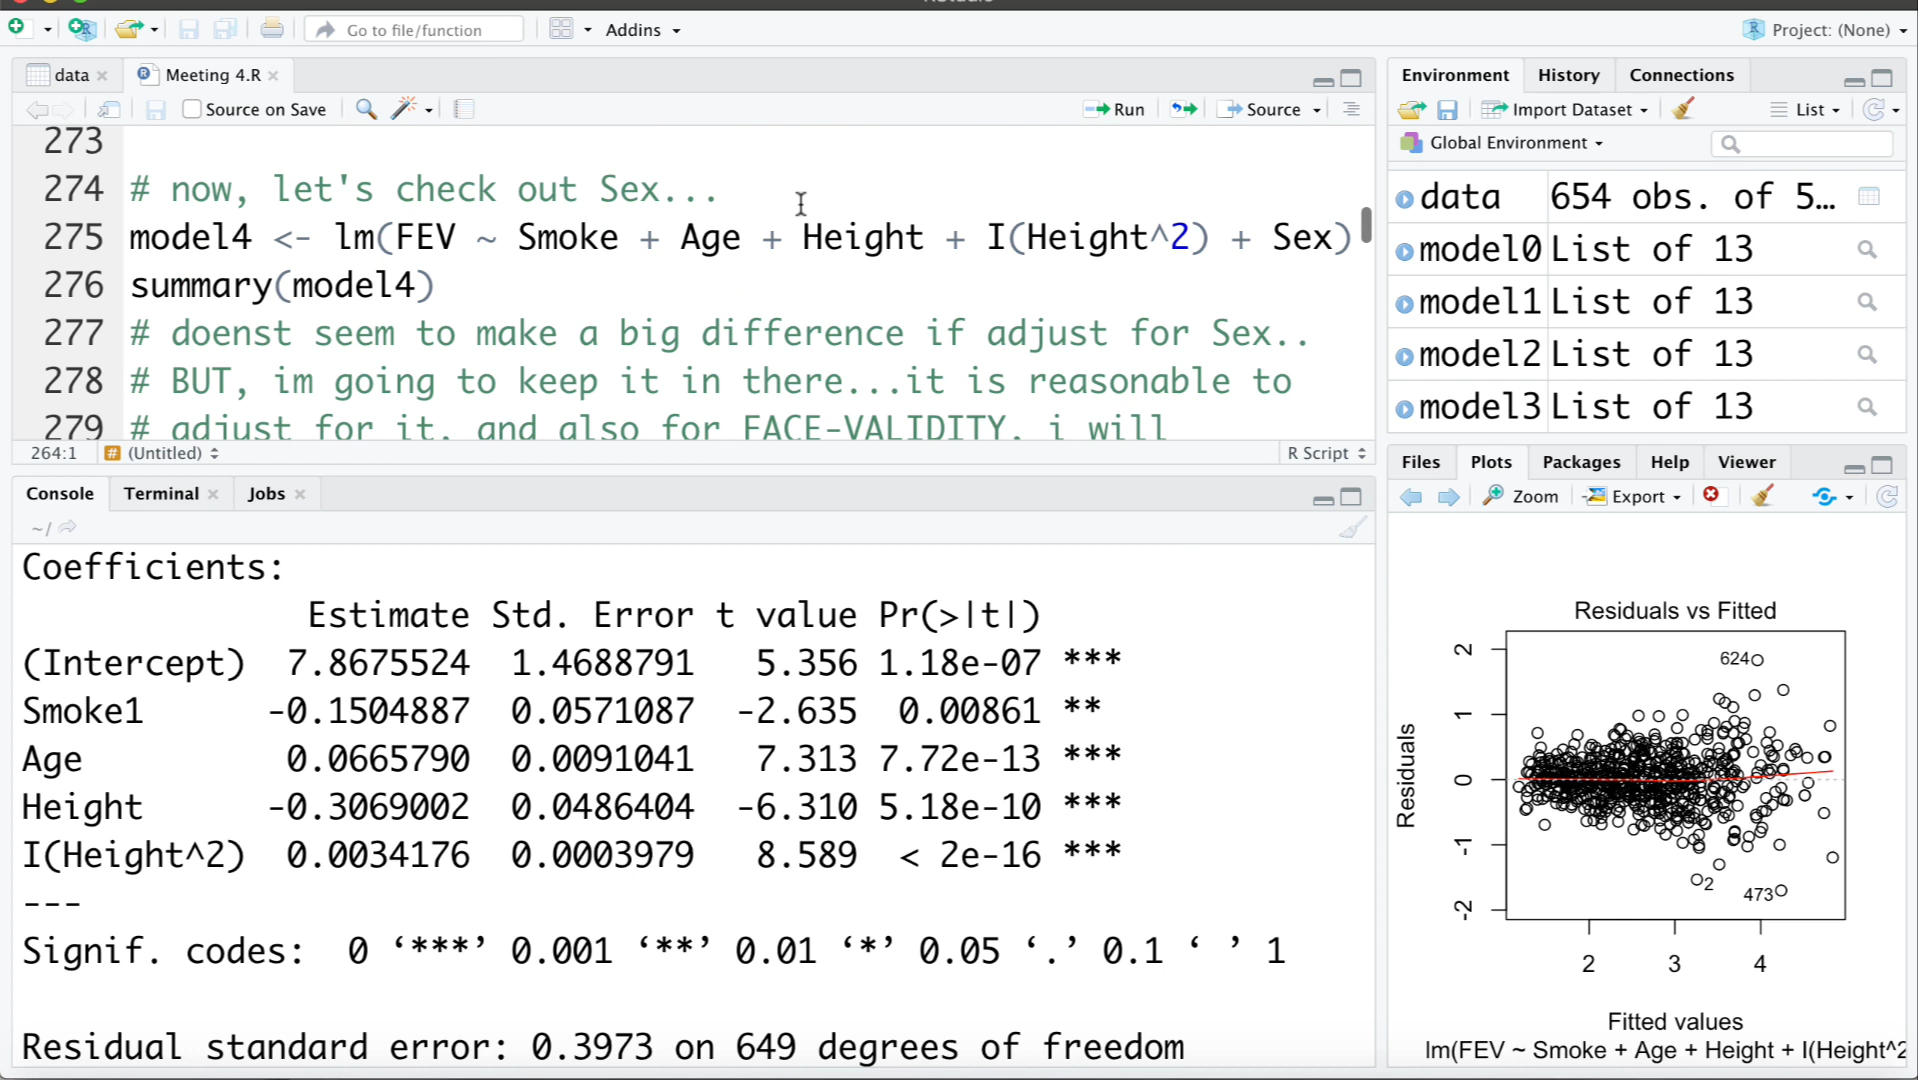 Go to file/function
Addins
Project: (None)
data
Meeting 4.R
Source on Save
Run
Source
273
274 # now, let's check out Sex...
275 model4 <- lm(FEV ~ Smoke + Age + Height + I(Height^2) + Sex)
276 summary(model4)
277 # doenst seem to make a big difference if adjust for Sex..
278 # BUT, im going to keep it in there...it is reasonable to
279 # adjust for it, and also for FACE-VALIDITY, i will
264:1 (Untitled) R Script
Console Terminal Jobs
~/
Coefficients:
Estimate Std. Error t value Pr(>|t|)
(Intercept) 7.8675524 1.4688791 5.356 1.18e-07 ***
Smoke1 -0.1504887 0.0571087 -2.635 0.00861 **
Age 0.0665790 0.0091041 7.313 7.72e-13 ***
Height -0.3069002 0.0486404 -6.310 5.18e-10 ***
I(Height^2) 0.0034176 0.0003979 8.589 < 2e-16 ***
---
Signif. codes: 0 ‘***’ 0.001 ‘**’ 0.01 ‘*’ 0.05 ‘.’ 0.1 ‘ ’ 1
Residual standard error: 0.3973 on 649 degrees of freedom
Environment History Connections
Import Dataset List
Global Environment
data 654 obs. of 5...
model0 List of 13
model1 List of 13
model2 List of 13
model3 List of 13
Files Plots Packages Help Viewer
Zoom Export
Residuals vs Fitted
Residuals
2
1
0
-1
-2
624
2
473
2 3 4
Fitted values
lm(FEV ~ Smoke + Age + Height + I(Height^2